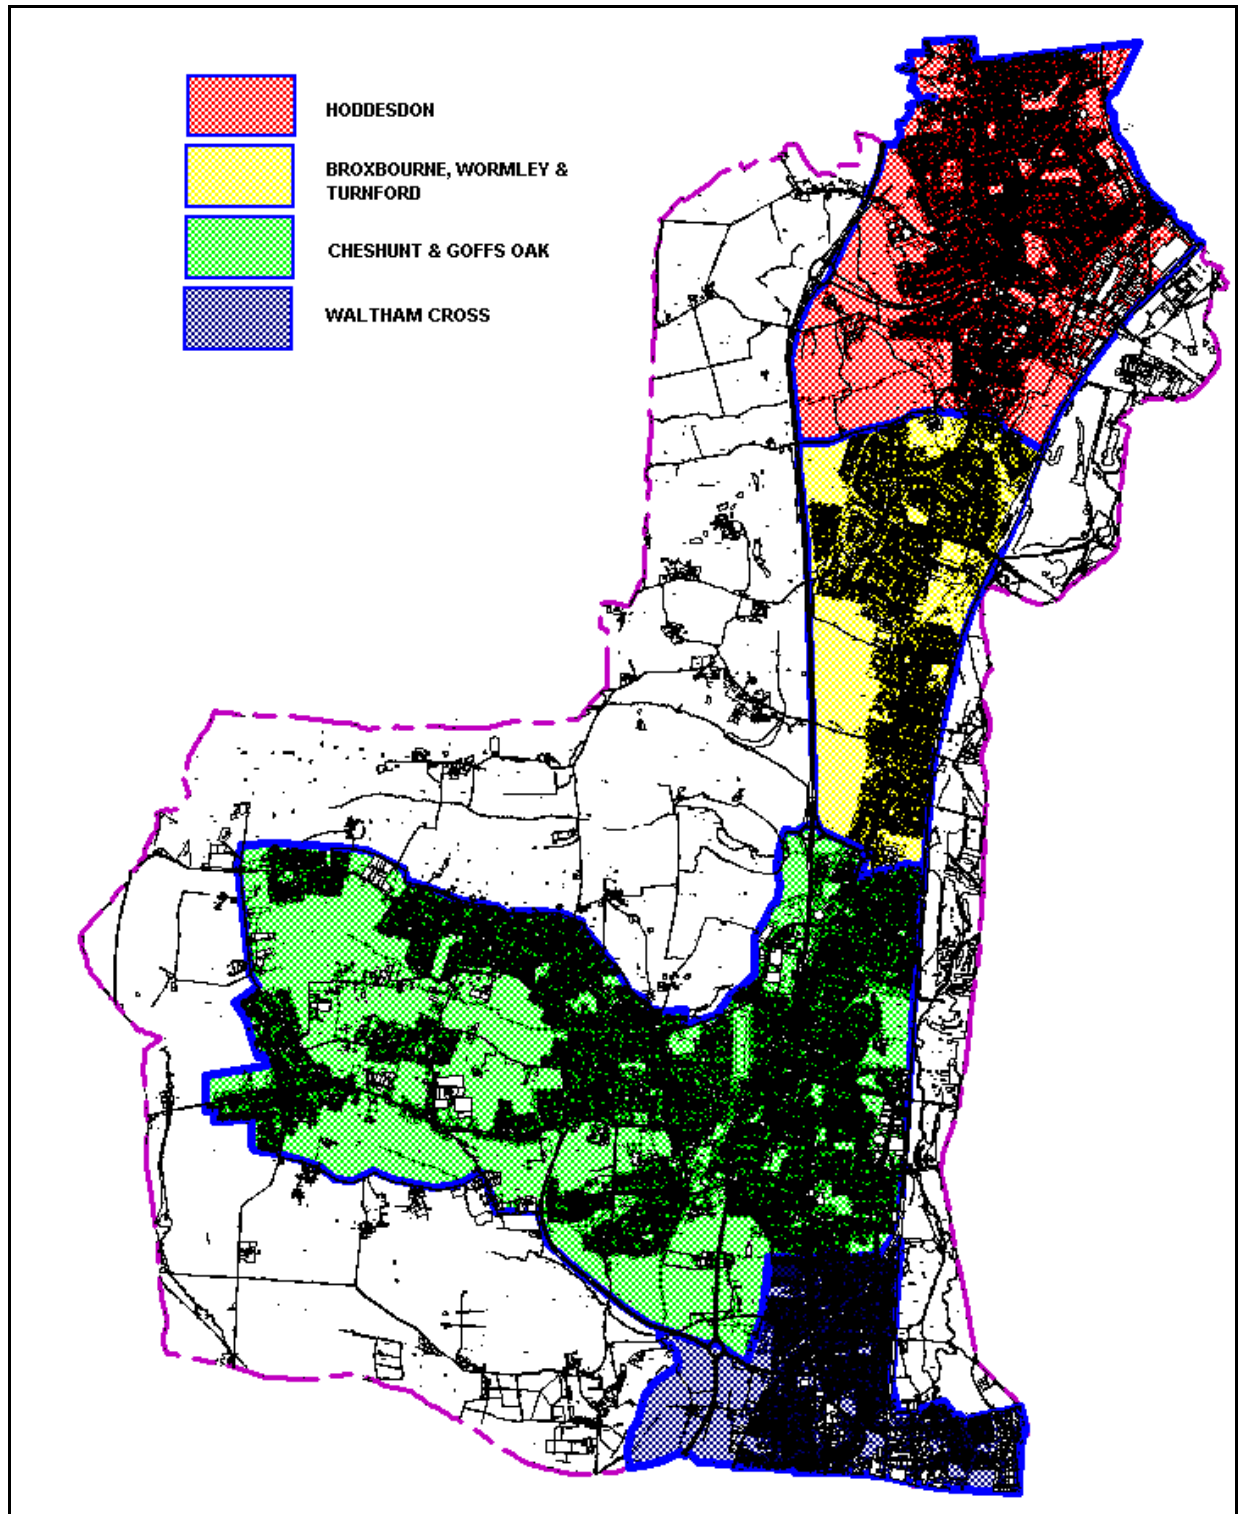 HODDESDON
BROXBOURNE, WORMLEY &
TURNFORD
CHESHUNT & GOFFS OAK
WALTHAM CROSS